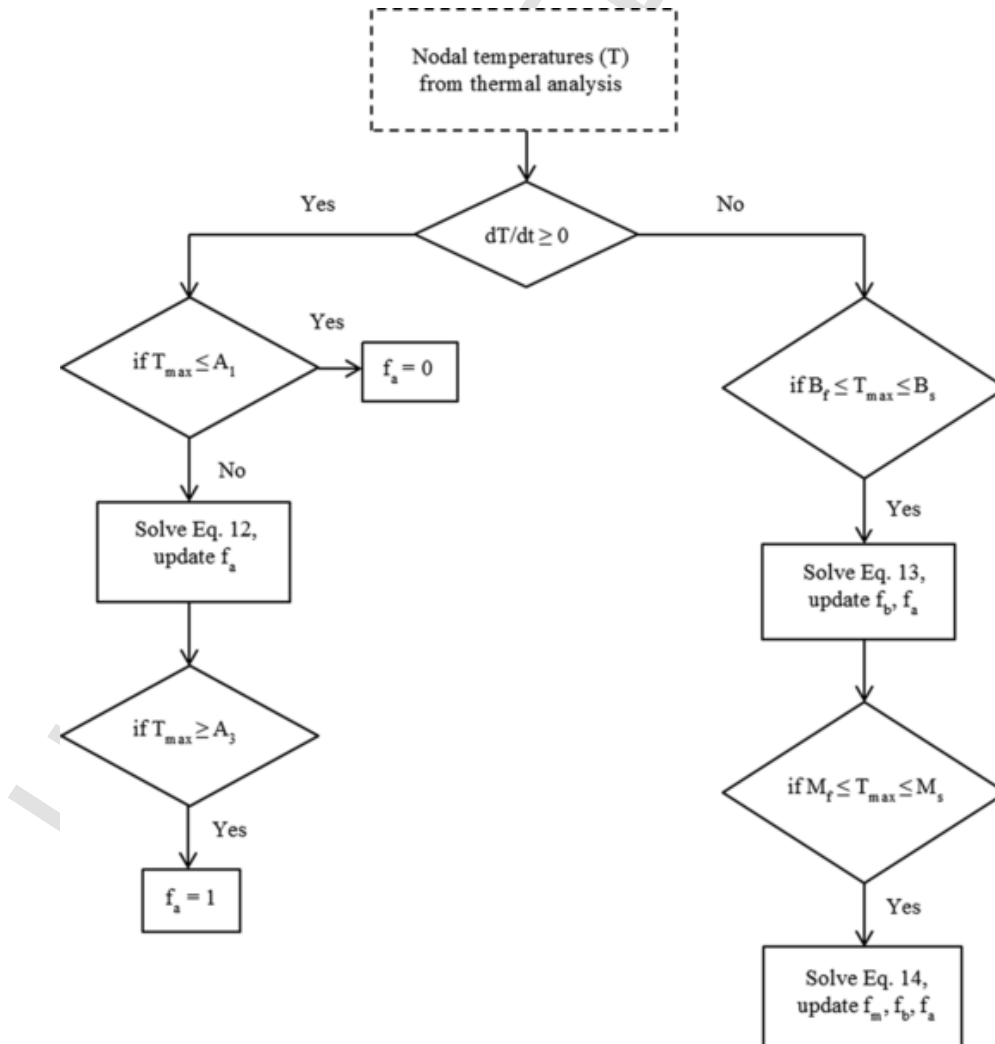 Nodal temperatures (T)
from thermal analysis
Yes
No
dT/dt ≥ 0
Yes
if T_max ≤ A_1
f_a = 0
if B_f ≤ T_max ≤ B_s
No
Yes
Solve Eq. 12,
update f_a
Solve Eq. 13,
update f_b, f_a
if T_max ≥ A_3
if M_f ≤ T_max ≤ M_s
Yes
f_a = 1
Yes
Solve Eq. 14,
update f_m, f_b, f_a